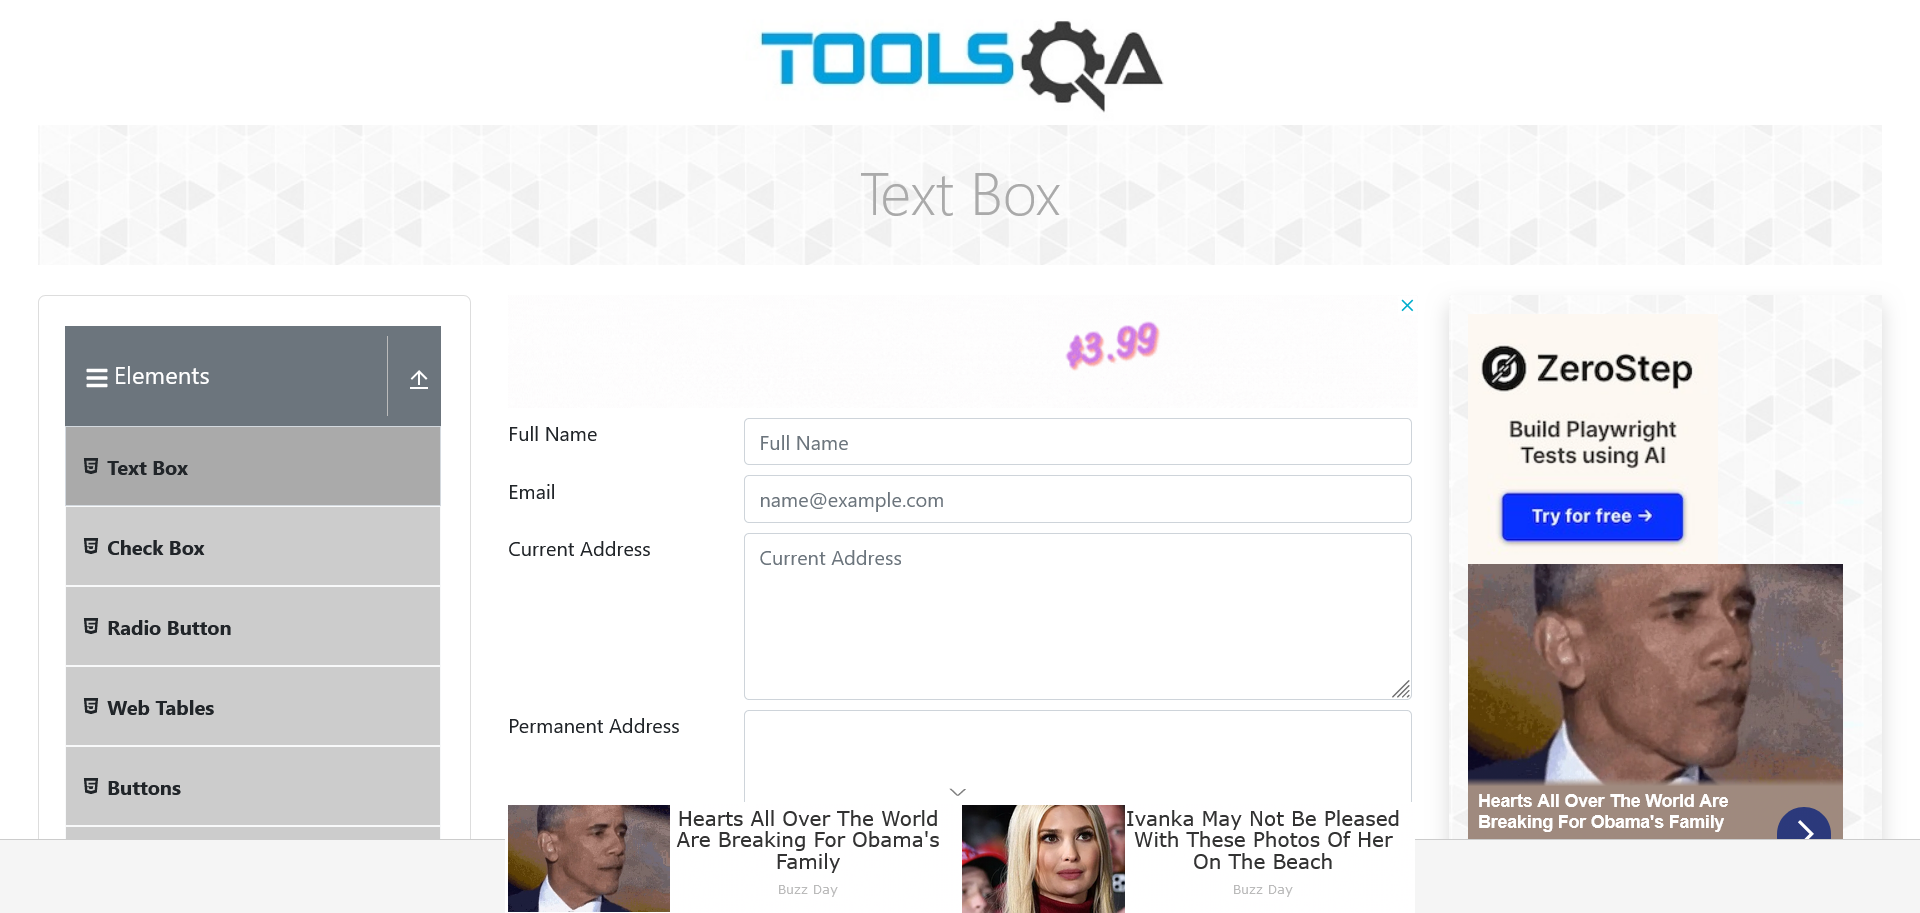 TOOLSQA
Text Box
Elements
Text Box
Check Box
Radio Button
Web Tables
Buttons
$3.99
Full Name
Full Name
Email
name@example.com
Current Address
Current Address
Permanent Address
Hearts All Over The World
Are Breaking For Obama's
Family
Buzz Day
Ivanka May Not Be Pleased
With These Photos Of Her
On The Beach
Buzz Day
ZeroStep
Build Playwright
Tests using AI
Try for free →
Hearts All Over The World Are
Breaking For Obama's Family